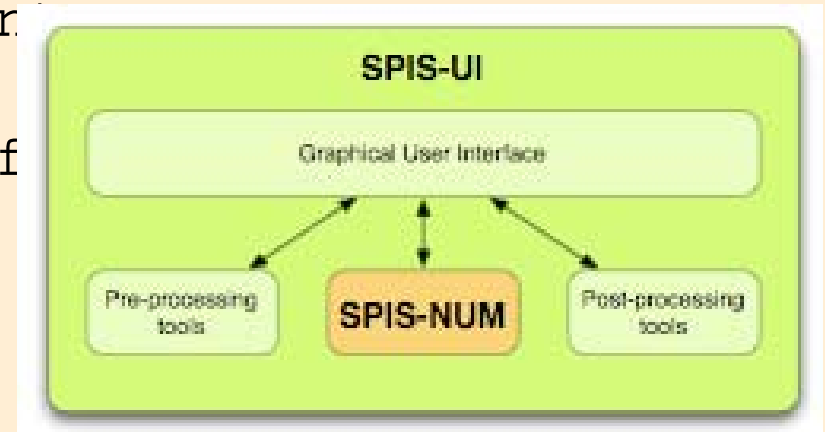 SPIS-UI
Graphical User Interface
Pre-processing
tools
SPIS-NUM
Post-processing
tools